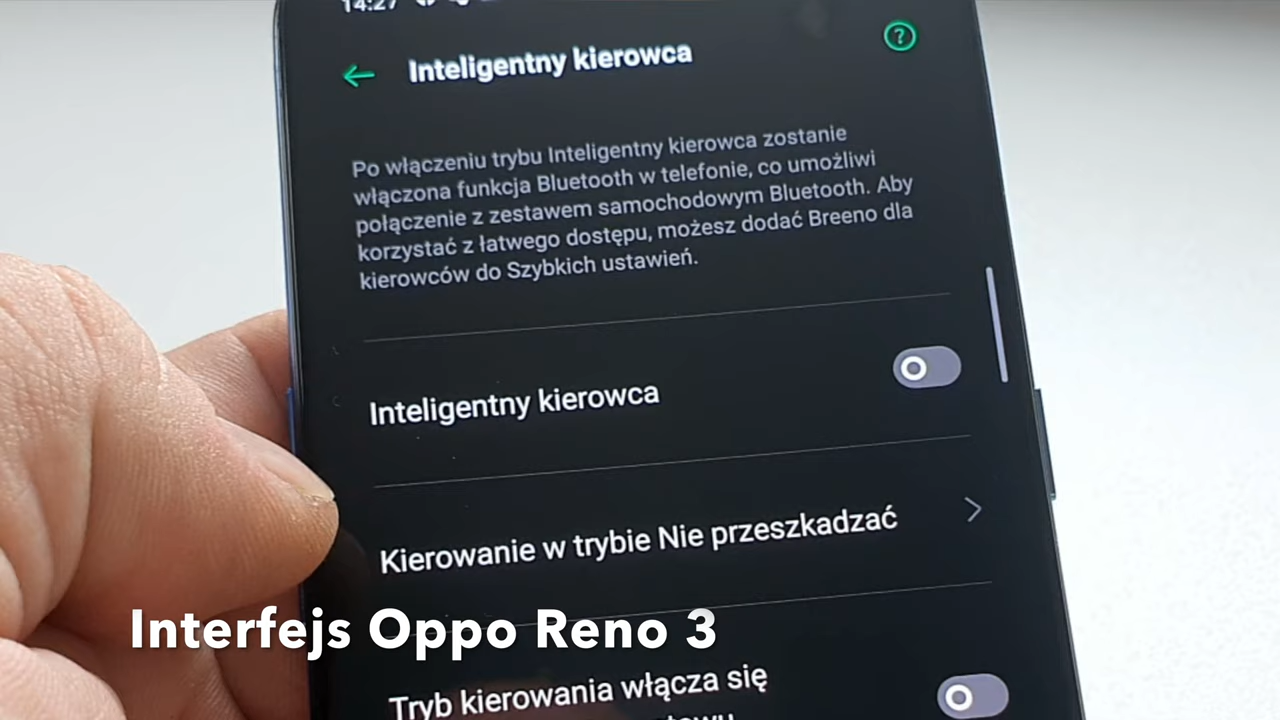 14:27
Inteligentny kierowca
Po włączeniu trybu Inteligentny kierowca zostanie
włączona funkcja Bluetooth w telefonie, co umożliwi
połączenie z zestawem samochodowym Bluetooth. Aby
korzystać z łatwego dostępu, możesz dodać Breeno dla
kierowców do Szybkich ustawień.
Inteligentny kierowca
Kierowanie w trybie Nie przeszkadzać
Interfejs Oppo Reno 3
Tryb kierowania włącza się